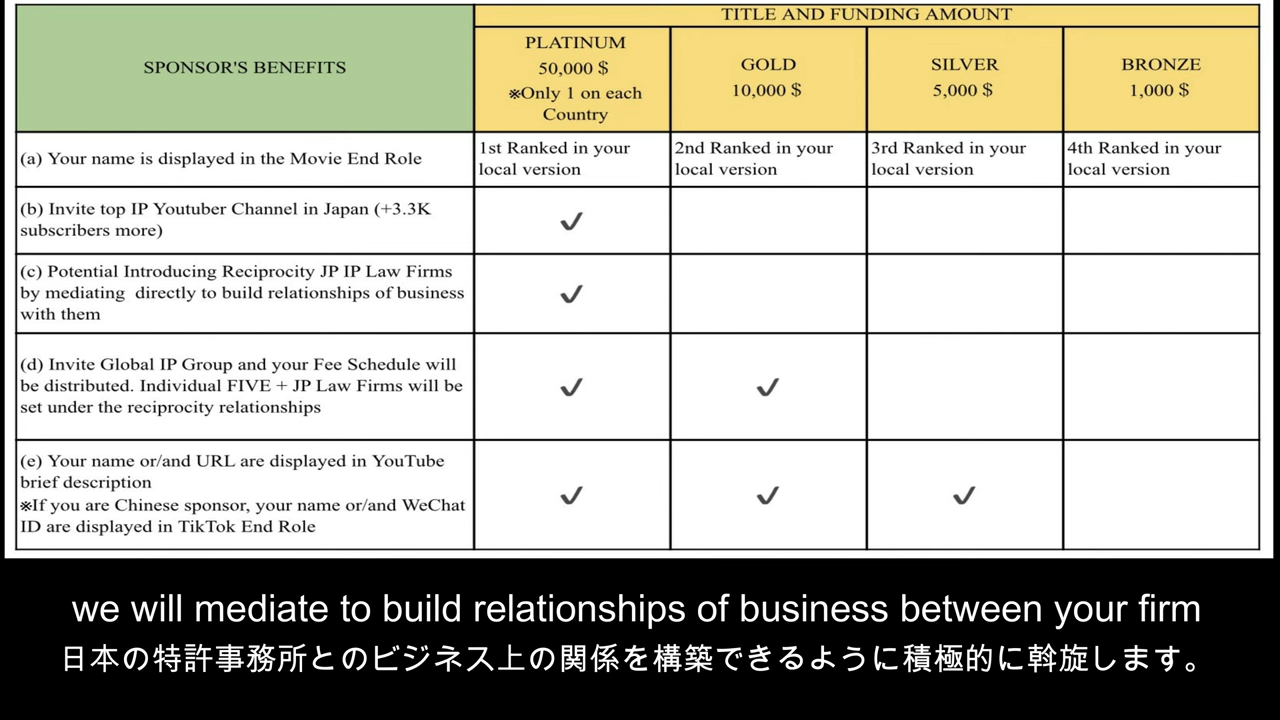 SPONSOR'S BENEFITS
TITLE AND FUNDING AMOUNT
PLATINUM
50,000 $
※Only 1 on each
Country
GOLD
10,000 $
SILVER
5,000 $
BRONZE
1,000 $
(a) Your name is displayed in the Movie End Role
1st Ranked in your
local version
2nd Ranked in your
local version
3rd Ranked in your
local version
4th Ranked in your
local version
(b) Invite top IP Youtuber Channel in Japan (+3.3K
subscribers more)
✓
(c) Potential Introducing Reciprocity JP IP Law Firms
by mediating directly to build relationships of business
with them
✓
(d) Invite Global IP Group and your Fee Schedule will
be distributed. Individual FIVE + JP Law Firms will be
set under the reciprocity relationships
✓
✓
(e) Your name or/and URL are displayed in YouTube
brief description
※If you are Chinese sponsor, your name or/and WeChat
ID are displayed in TikTok End Role
✓
✓
✓
we will mediate to build relationships of business between your firm
日本の特許事務所とのビジネス上の関係を構築できるように積極的に斡旋します。